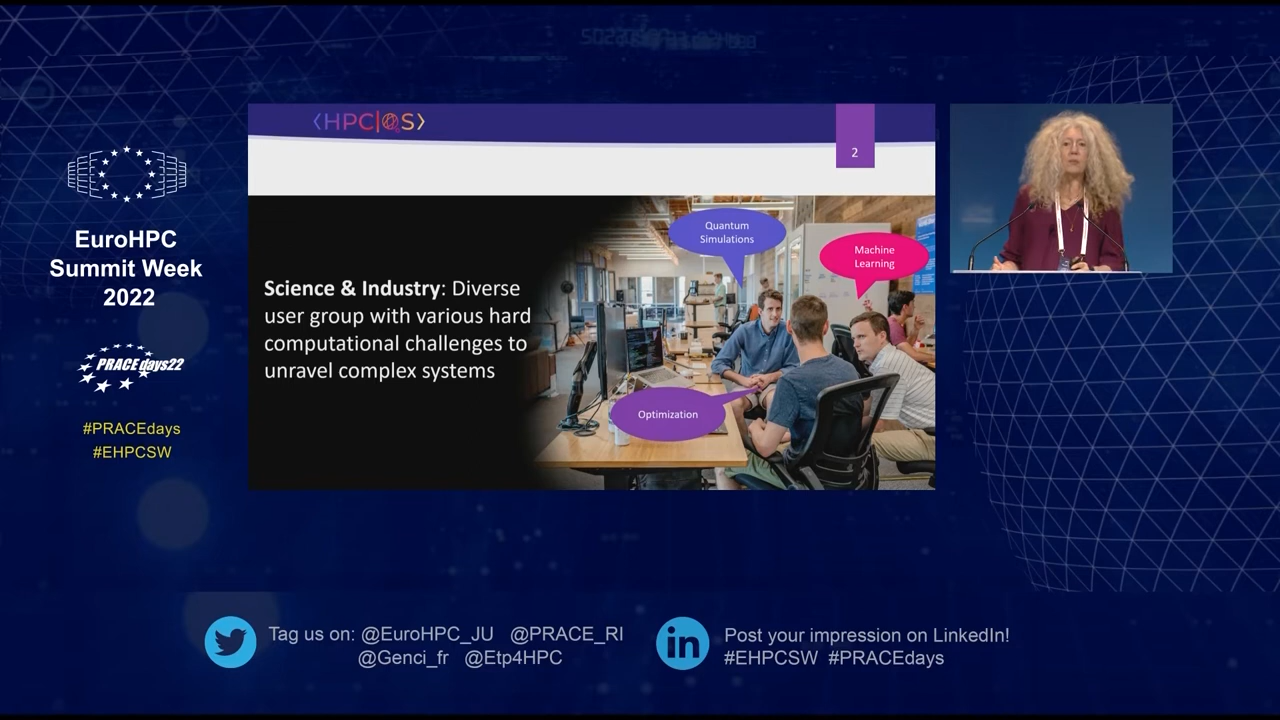 EuroHPC
Summit Week
2022
PRACEdays22
#PRACEdays
#EHPCSW
<HPC|QS>
2
Science & Industry: Diverse
user group with various hard
computational challenges to
unravel complex systems
Quantum
Simulations
Machine
Learning
Optimization
Tag us on: @EuroHPC_JU @PRACE_RI
@Genci_fr @Etp4HPC
in
Post your impression on LinkedIn!
#EHPCSW #PRACEdays